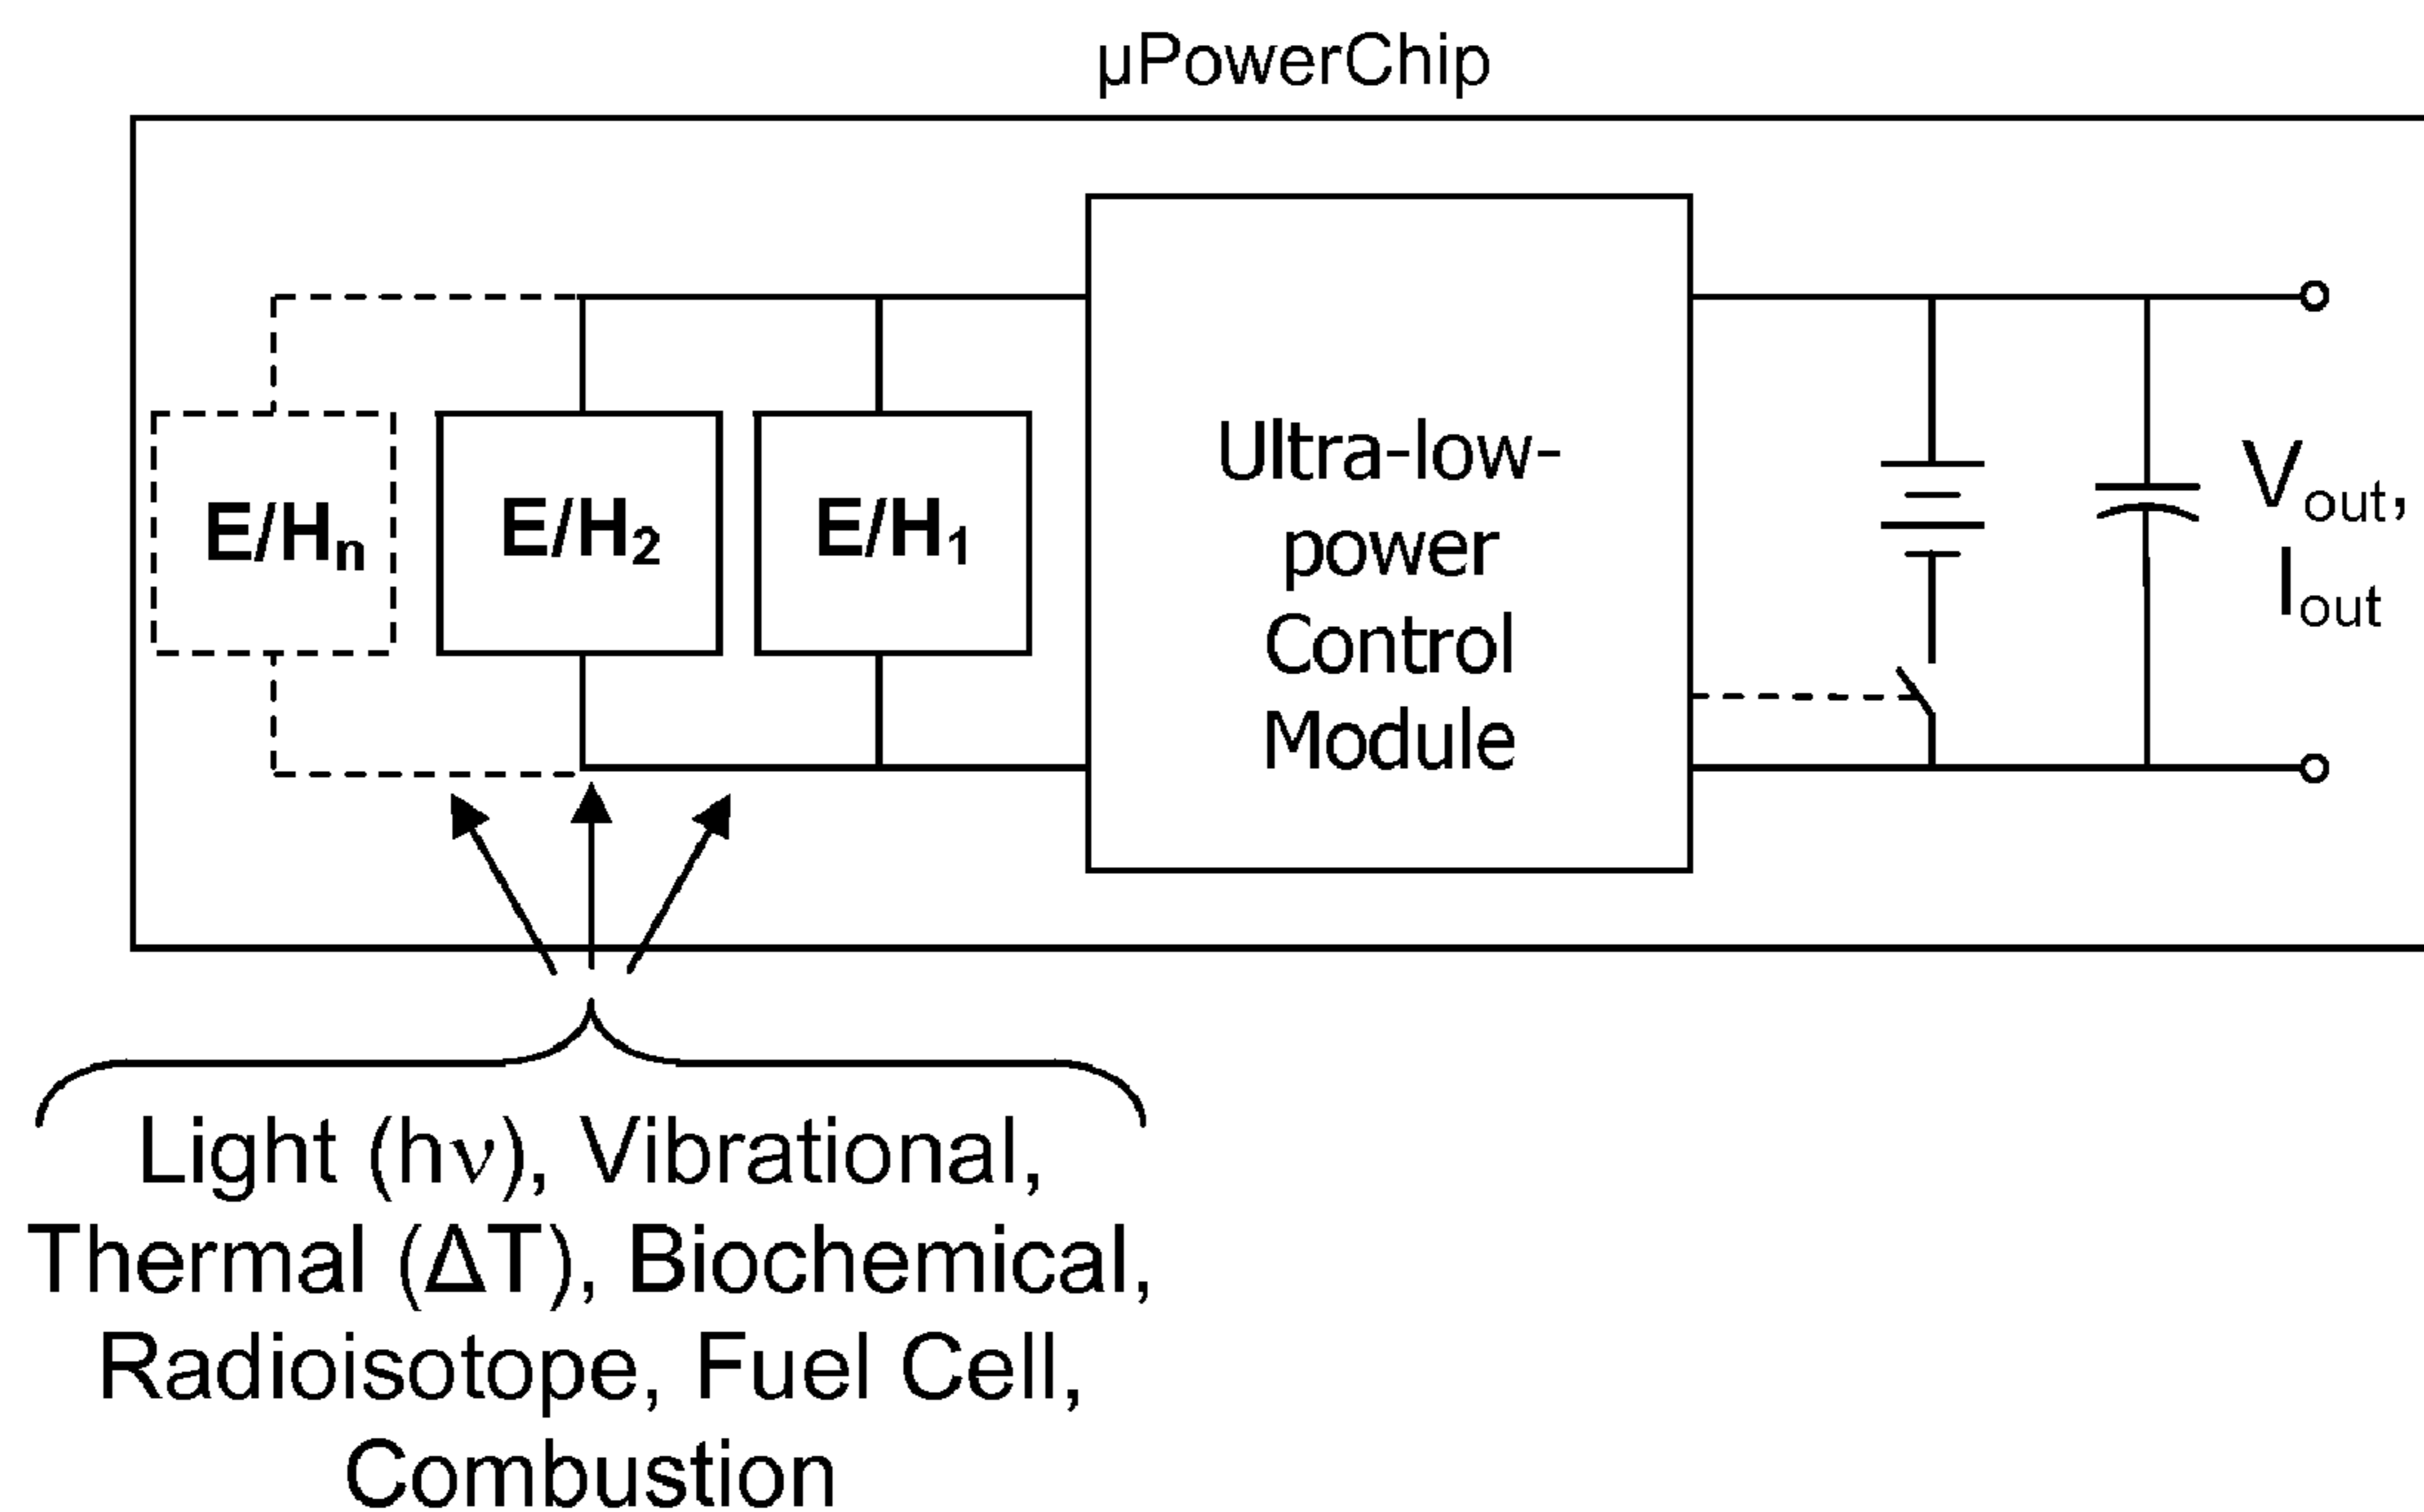 µPowerChip
E/Hn
E/H2
E/H1
Ultra-low-
power
Control
Module
Vout,
Iout
Light (hν), Vibrational,
Thermal (ΔT), Biochemical,
Radioisotope, Fuel Cell,
Combustion